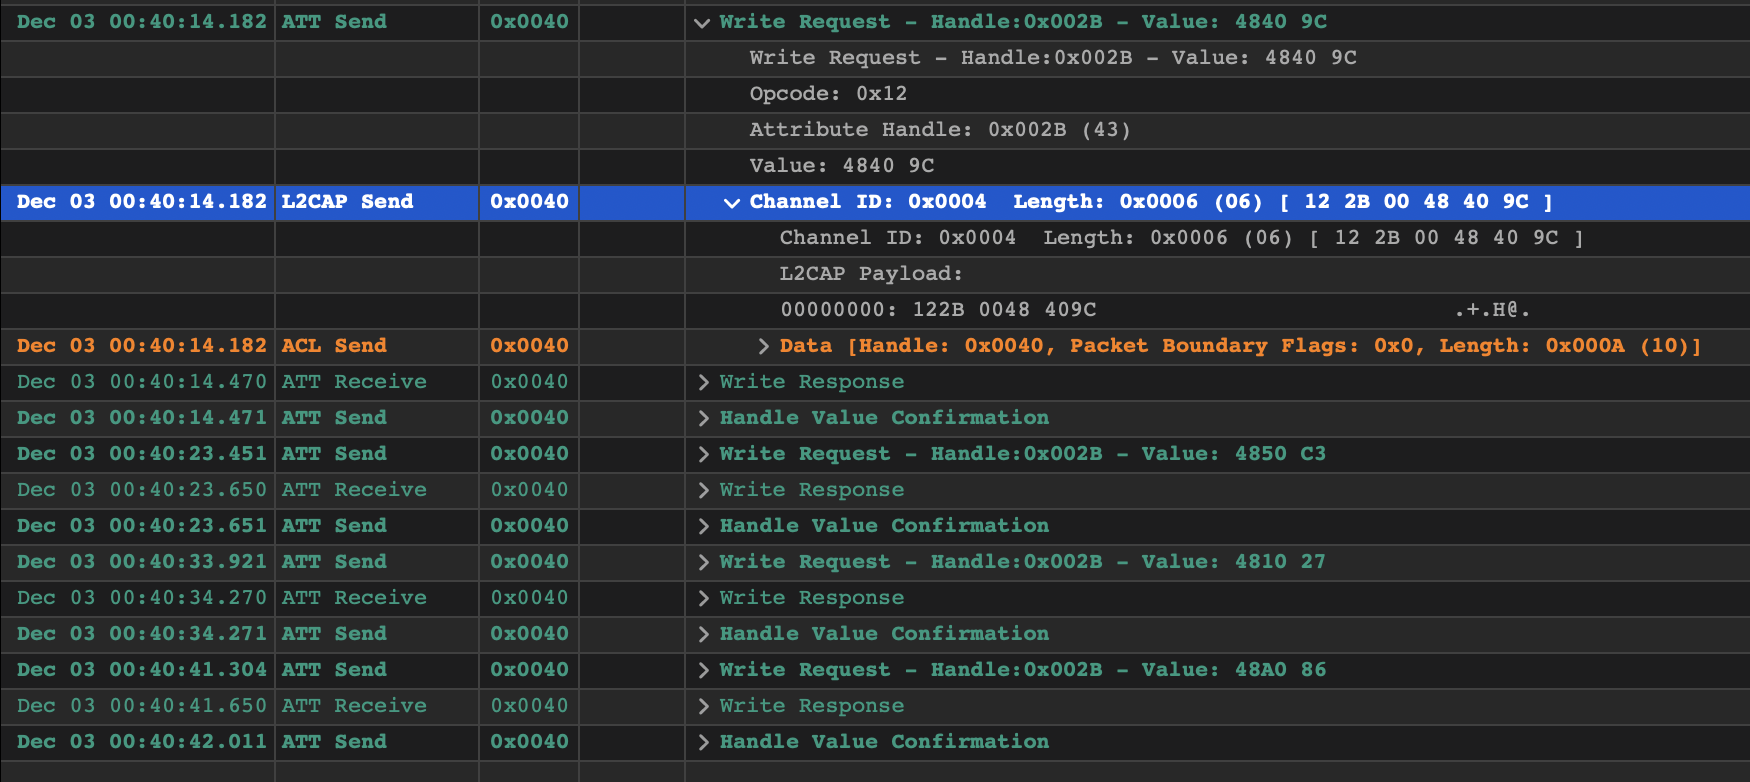 Dec 03 00:40:14.182 ATT Send 0x0040 Write Request – Handle:0x002B – Value: 4840 9C
Write Request – Handle:0x002B – Value: 4840 9C
Opcode: 0x12
Attribute Handle: 0x002B (43)
Value: 4840 9C
Dec 03 00:40:14.182 L2CAP Send 0x0040 Channel ID: 0x0004  Length: 0x0006 (06) [ 12 2B 00 48 40 9C ]
Channel ID: 0x0004  Length: 0x0006 (06) [ 12 2B 00 48 40 9C ]
L2CAP Payload:
00000000: 122B 0048 409C .+.H@.
Dec 03 00:40:14.182 ACL Send 0x0040 Data [Handle: 0x0040, Packet Boundary Flags: 0x0, Length: 0x000A (10)]
Dec 03 00:40:14.470 ATT Receive 0x0040 Write Response
Dec 03 00:40:14.471 ATT Send 0x0040 Handle Value Confirmation
Dec 03 00:40:23.451 ATT Send 0x0040 Write Request – Handle:0x002B – Value: 4850 C3
Dec 03 00:40:23.650 ATT Receive 0x0040 Write Response
Dec 03 00:40:23.651 ATT Send 0x0040 Handle Value Confirmation
Dec 03 00:40:33.921 ATT Send 0x0040 Write Request – Handle:0x002B – Value: 4810 27
Dec 03 00:40:34.270 ATT Receive 0x0040 Write Response
Dec 03 00:40:34.271 ATT Send 0x0040 Handle Value Confirmation
Dec 03 00:40:41.304 ATT Send 0x0040 Write Request – Handle:0x002B – Value: 48A0 86
Dec 03 00:40:41.650 ATT Receive 0x0040 Write Response
Dec 03 00:40:42.011 ATT Send 0x0040 Handle Value Confirmation